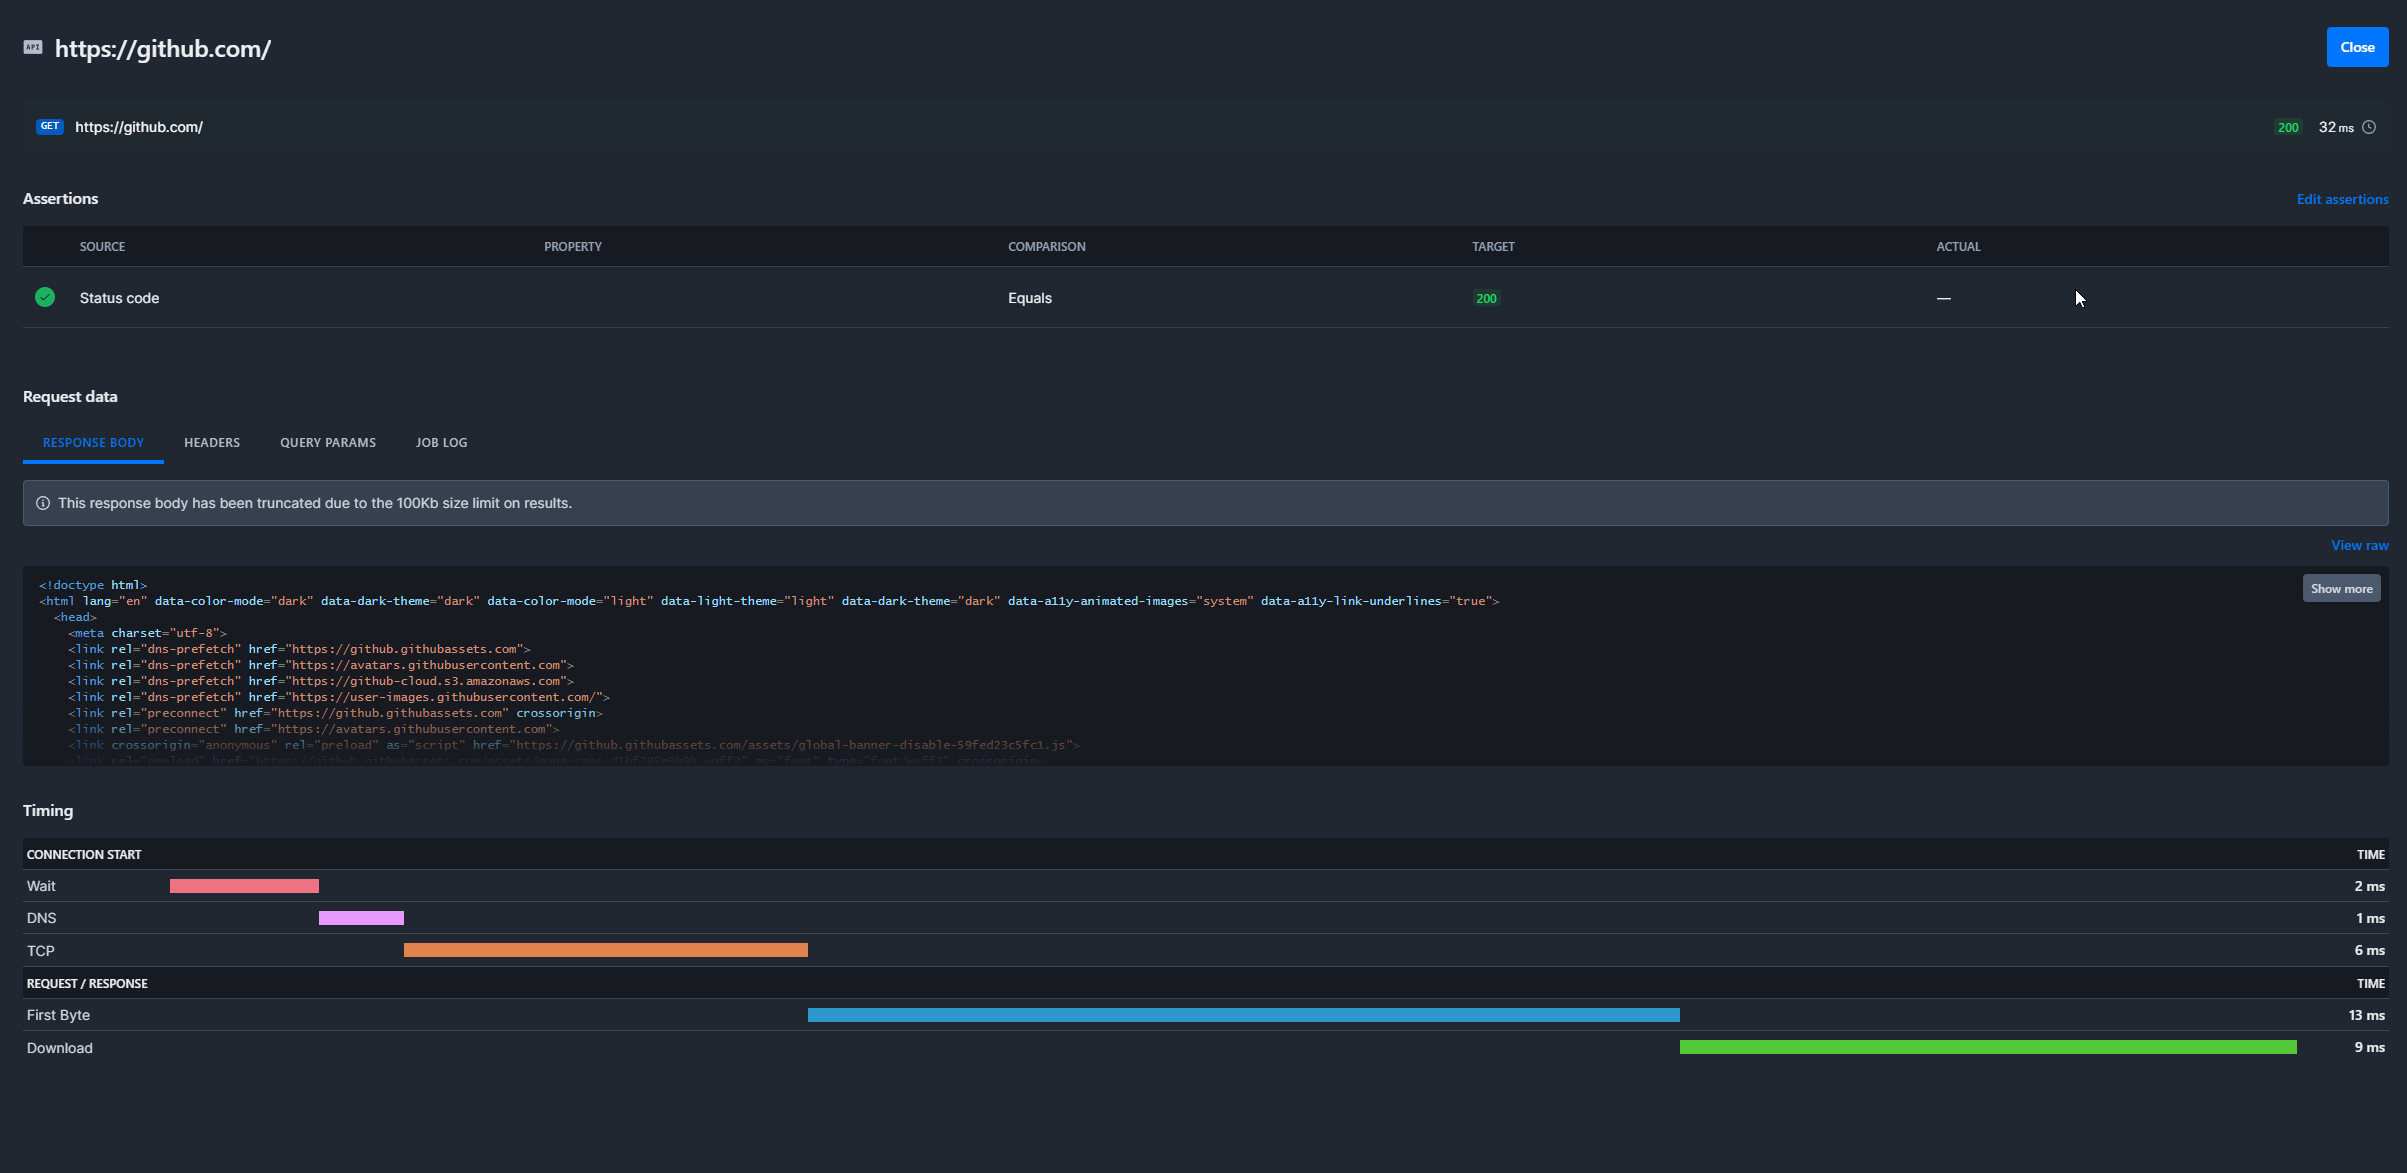 API https://github.com/
Close
GET https://github.com/
200 32 ms
Assertions
Edit assertions
SOURCE PROPERTY COMPARISON TARGET ACTUAL
Status code Equals 200 —
Request data
RESPONSE BODY HEADERS QUERY PARAMS JOB LOG
This response body has been truncated due to the 100Kb size limit on results.
View raw
Show more
<!doctype html>
<html lang="en" data-color-mode="dark" data-dark-theme="dark" data-color-mode="light" data-light-theme="light" data-dark-theme="dark" data-a11y-animated-images="system" data-a11y-link-underlines="true">
<head>
<meta charset="utf-8">
<link rel="dns-prefetch" href="https://github.githubassets.com">
<link rel="dns-prefetch" href="https://avatars.githubusercontent.com">
<link rel="dns-prefetch" href="https://github-cloud.s3.amazonaws.com">
<link rel="dns-prefetch" href="https://user-images.githubusercontent.com/">
<link rel="preconnect" href="https://github.githubassets.com" crossorigin>
<link rel="preconnect" href="https://avatars.githubusercontent.com">
<link crossorigin="anonymous" rel="preload" as="script" href="https://github.githubassets.com/assets/global-banner-disable-59fed23c5fc1.js">
<link rel="preload" as="font" type="font/woff2" crossorigin>
Timing
CONNECTION START TIME
Wait 2 ms
DNS 1 ms
TCP 6 ms
REQUEST / RESPONSE TIME
First Byte 13 ms
Download 9 ms